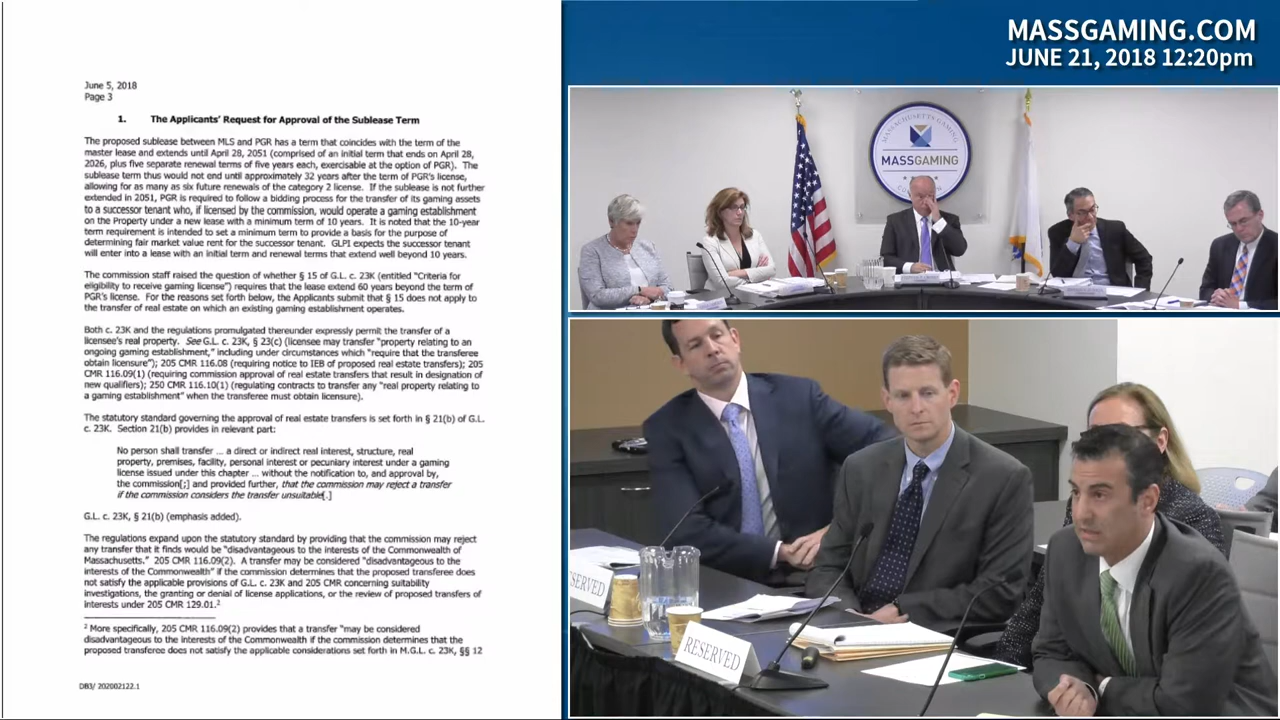 June 5, 2018
Page 3
1. The Applicants' Request for Approval of the Sublease Term
The proposed sublease between MLS and PGR has a term that coincides with the term of the
master lease and extends until April 28, 2051 (comprised of an initial term that ends on April 28,
2026, plus five separate renewal terms of five years each, exercisable at the option of PGR). The
sublease term thus would not end until approximately 32 years after the term of PGR's license,
allowing for as many as six future renewals of the category 2 license. If the sublease is not further
extended in 2051, PGR is required to follow a bidding process for the transfer of its gaming assets
to a successor tenant who, if licensed by the commission, would operate a gaming establishment
on the Property under a new lease with a minimum term of 10 years. It is noted that the 10-year
term requirement is intended to set a minimum term to provide a basis for the purpose of
determining fair market value rent for the successor tenant. GLPI expects the successor tenant
will enter into a lease with an initial term and renewal terms that extend well beyond 10 years.
The commission staff raised the question of whether § 15 of G.L. c. 23K (entitled "Criteria for
eligibility to receive gaming license") requires that the lease extend 60 years beyond the term of
PGR's license. For the reasons set forth below, the Applicants submit that § 15 does not apply to
the transfer of real estate on which an existing gaming establishment operates.
Both c. 23K and the regulations promulgated thereunder expressly permit the transfer of a
licensee's real property. See G.L. c. 23K, § 23(c) (licensee may transfer "property relating to an
ongoing gaming establishment," including under circumstances which "require that the transferee
obtain licensure"); 205 CMR 116.08 (requiring notice to IEB of proposed real estate transfers); 205
CMR 116.09(1) (requiring commission approval of real estate transfers that result in designation of
new qualifiers); 250 CMR 116.10(1) (regulating contracts to transfer any "real property relating to
a gaming establishment" when the transferee must obtain licensure).
The statutory standard governing the approval of real estate transfers is set forth in § 21(b) of G.L.
c. 23K. Section 21(b) provides in relevant part:
No person shall transfer ... a direct or indirect real interest, structure, real
property, premises, facility, personal interest or pecuniary interest under a gaming
license issued under this chapter ... without the notification to, and approval by,
the commission[;] and provided further, that the commission may reject a transfer
if the commission considers the transfer unsuitable[.]
G.L. c. 23K, § 21(b) (emphasis added).
The regulations expand upon the statutory standard by providing that the commission may reject
any transfer that it finds would be "disadvantageous to the interests of the Commonwealth of
Massachusetts." 205 CMR 116.09(2). A transfer may be considered "disadvantageous to the
interests of the Commonwealth" if the commission determines that the proposed transferee does
not satisfy the applicable provisions of G.L. c. 23K and 205 CMR concerning suitability
investigations, the granting or denial of license applications, or the review of proposed transfers of
interests under 205 CMR 129.01.2
2 More specifically, 205 CMR 116.09(2) provides that a transfer "may be considered
disadvantageous to the interests of the Commonwealth if the commission determines that the
proposed transferee does not satisfy the applicable considerations set forth in M.G.L. c. 23K, §§ 12
DB3/ 202002122.1
MASSGAMING.COM
JUNE 21, 2018 12:20pm
MASSACHUSETTS GAMING
MASSGAMING
RESERVED
RESERVED